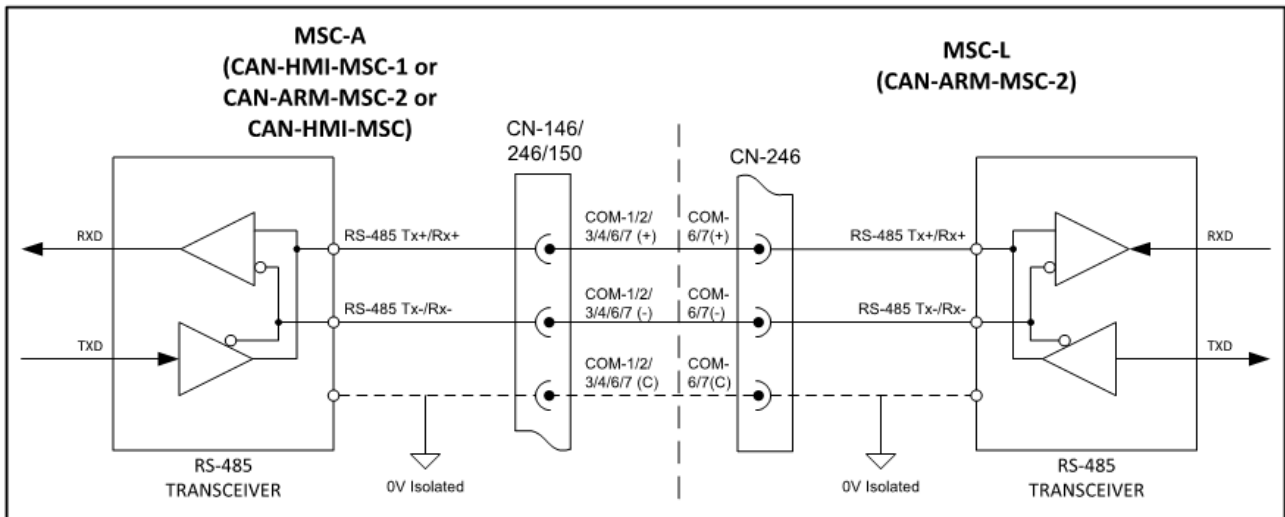 MSC-A
(CAN-HMI-MSC-1 or
CAN-ARM-MSC-2 or
CAN-HMI-MSC)
MSC-L
(CAN-ARM-MSC-2)
CN-146/
246/150
CN-246
RXD
RS-485 Tx+/Rx+
COM-1/2/
3/4/6/7 (+)
COM-
6/7(+)
RS-485 Tx+/Rx+
RXD
RS-485 Tx-/Rx-
COM-1/2/
3/4/6/7 (-)
COM-
6/7(-)
RS-485 Tx-/Rx-
TXD
COM-1/2/
3/4/6/7 (C)
COM-
6/7(C)
TXD
RS-485
TRANSCEIVER
0V Isolated
0V Isolated
RS-485
TRANSCEIVER